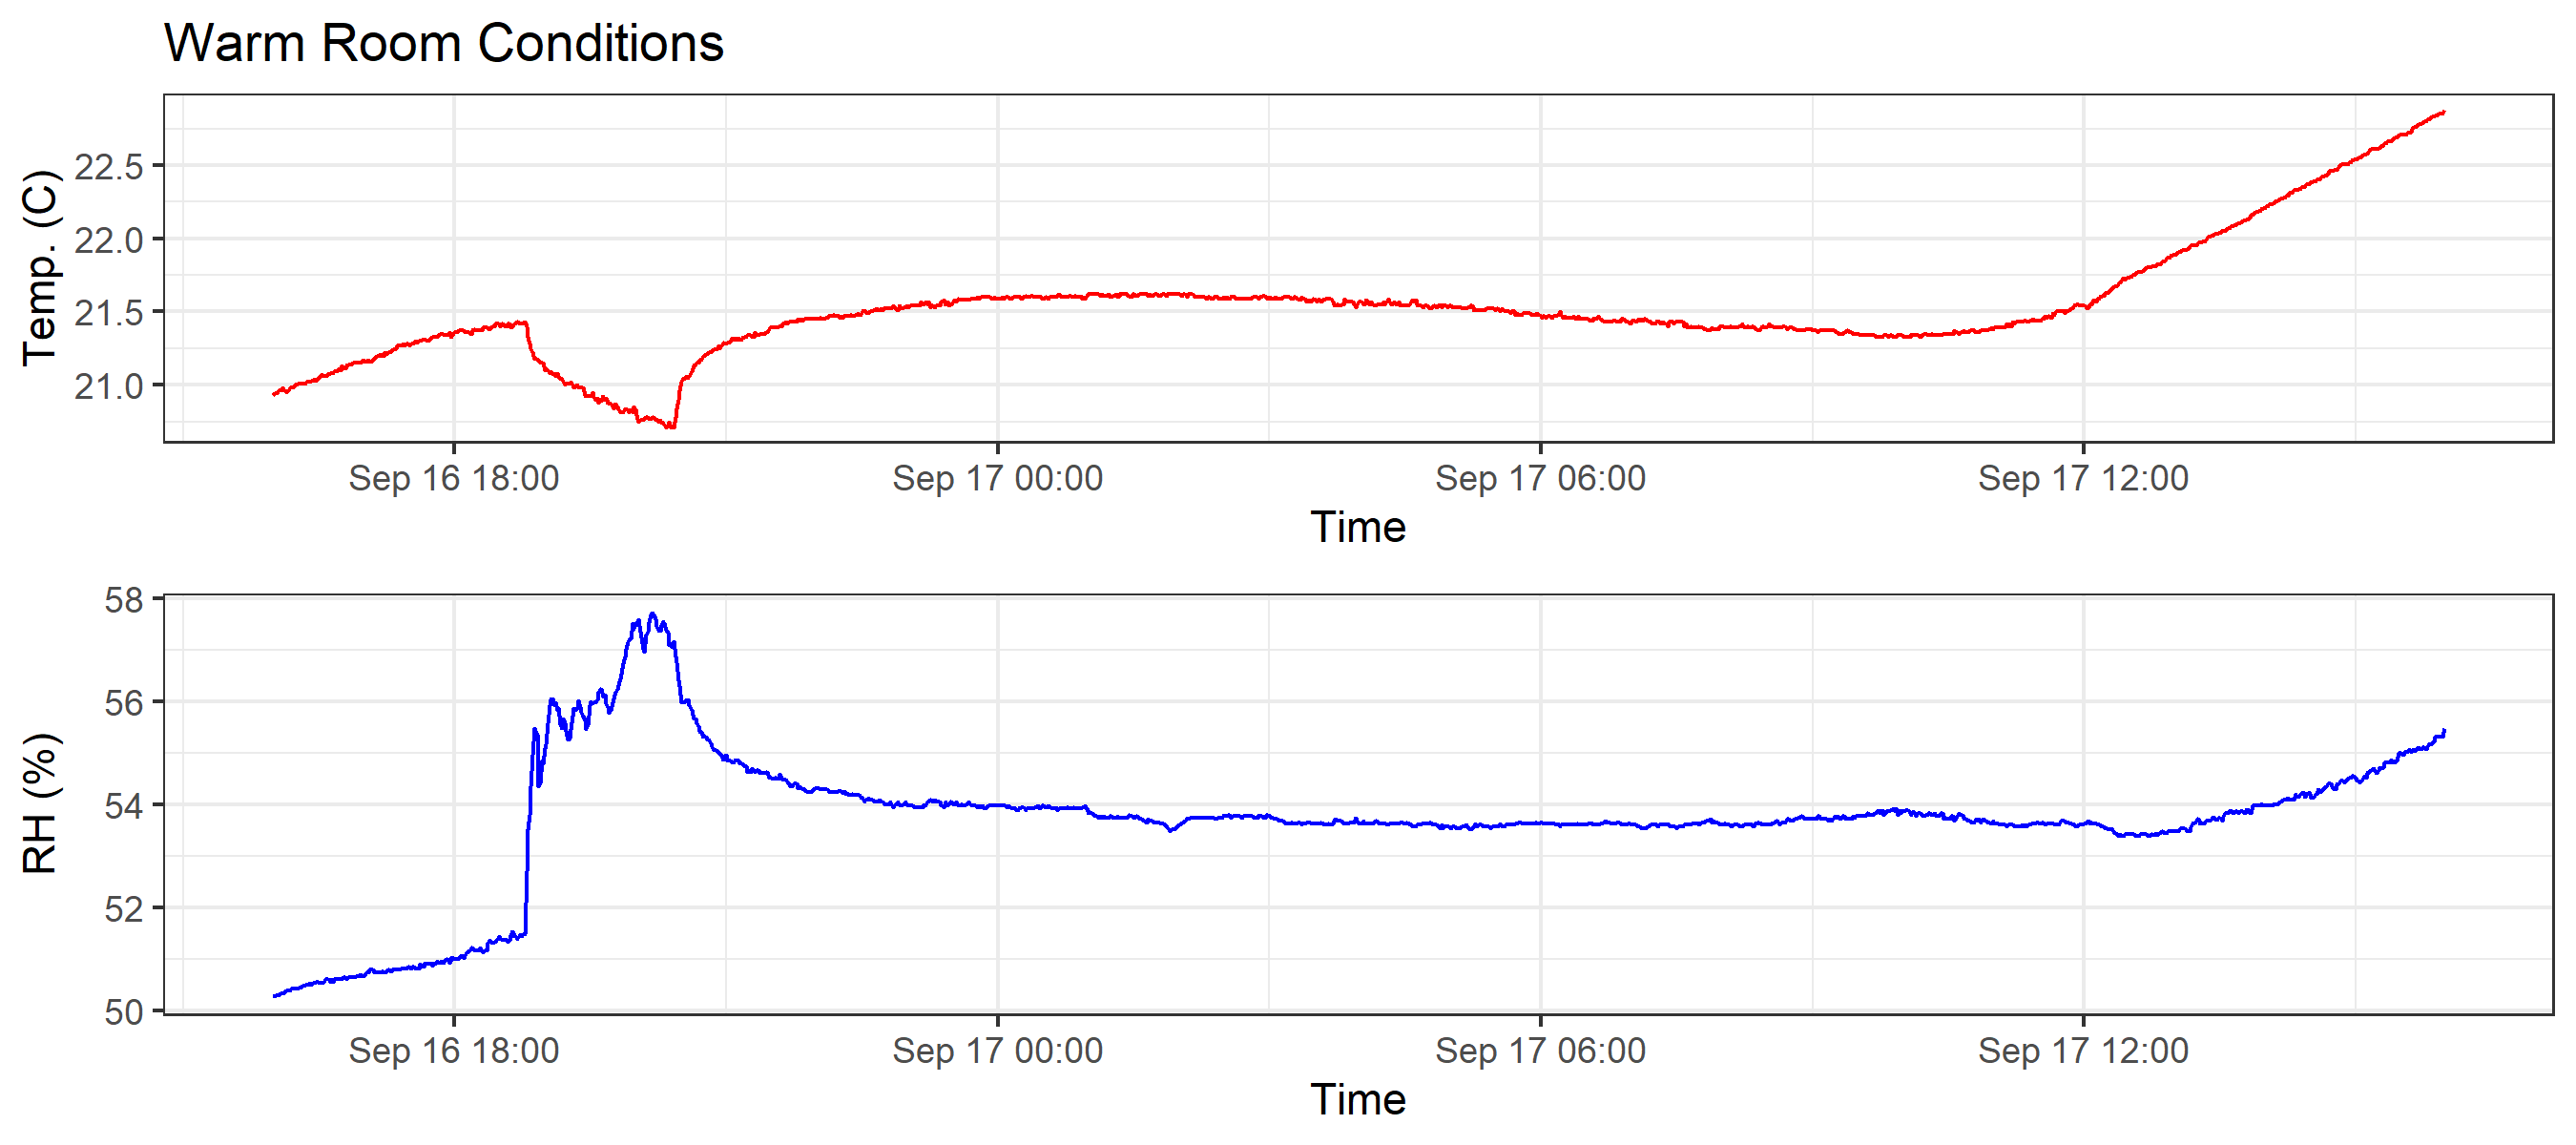 Warm Room Conditions
Temp. (C)
22.5
22.0
21.5
21.0
Sep 16 18:00 Sep 17 00:00 Sep 17 06:00 Sep 17 12:00
Time
RH (%)
58
56
54
52
50
Sep 16 18:00 Sep 17 00:00 Sep 17 06:00 Sep 17 12:00
Time